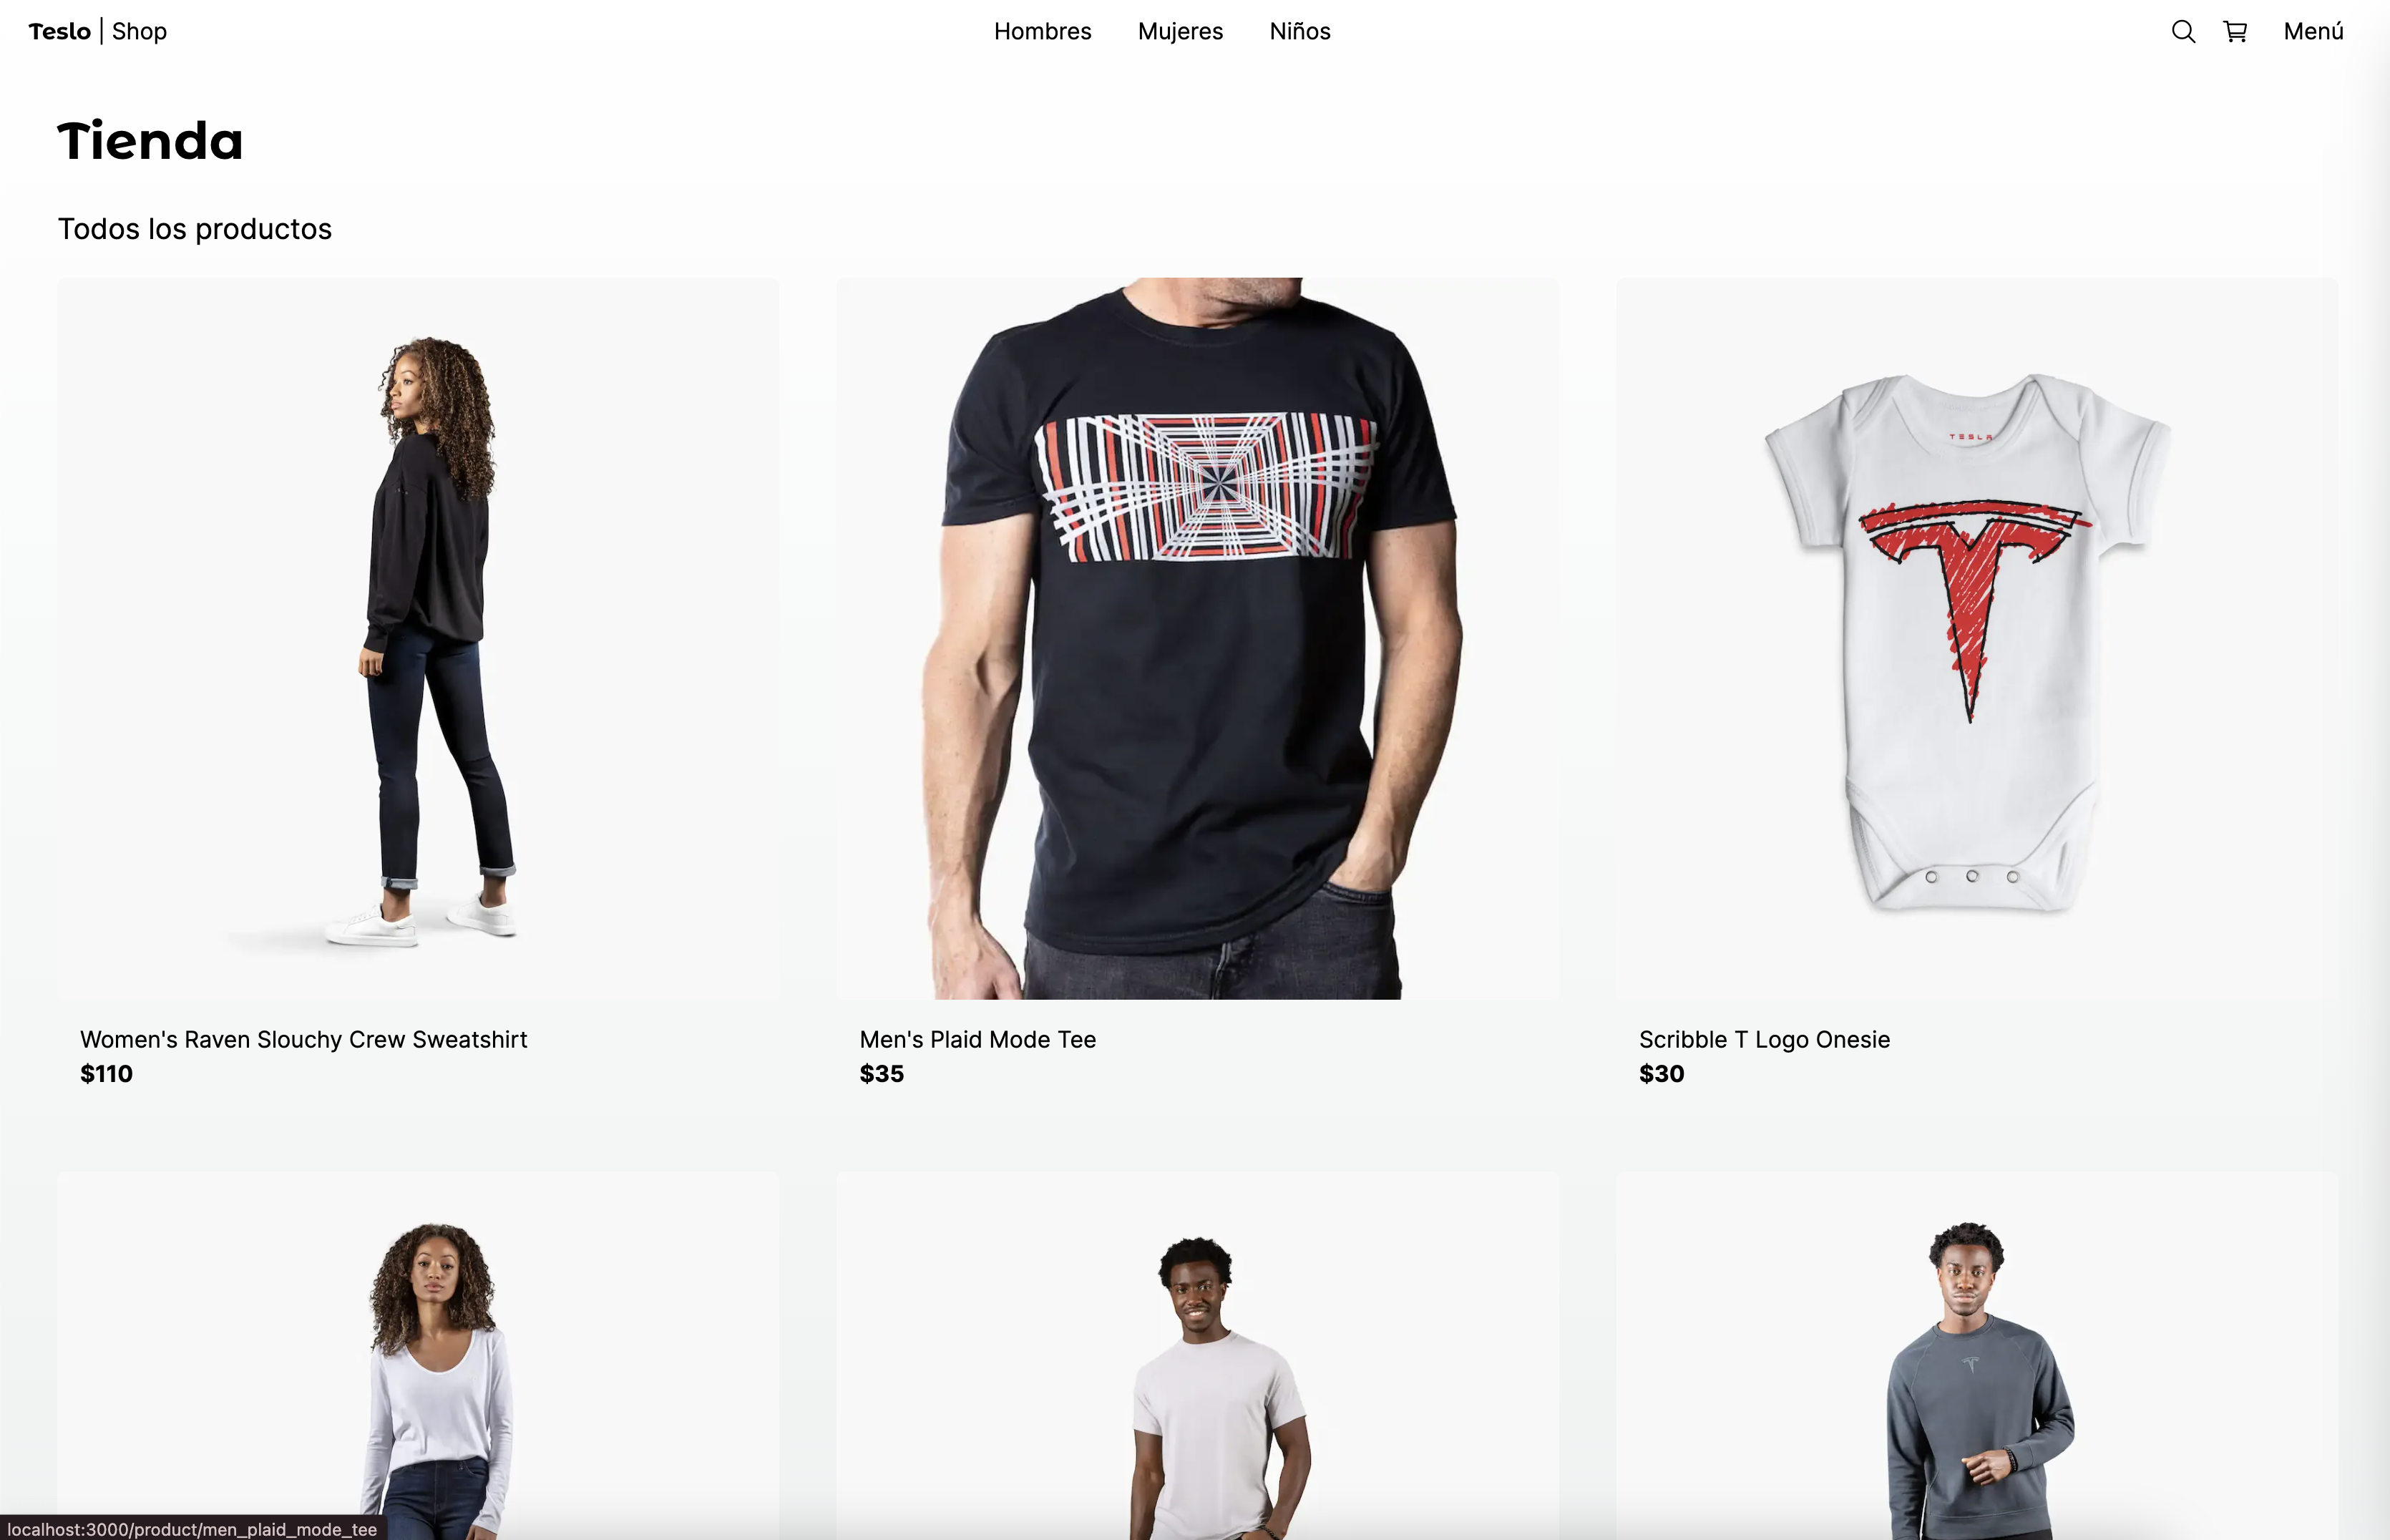 Teslo | Shop
Hombres Mujeres Niños
Menú
Tienda
Todos los productos
TESLA
Women's Raven Slouchy Crew Sweatshirt
$110
Men's Plaid Mode Tee
$35
Scribble T Logo Onesie
$30
localhost:3000/product/men_plaid_mode_tee